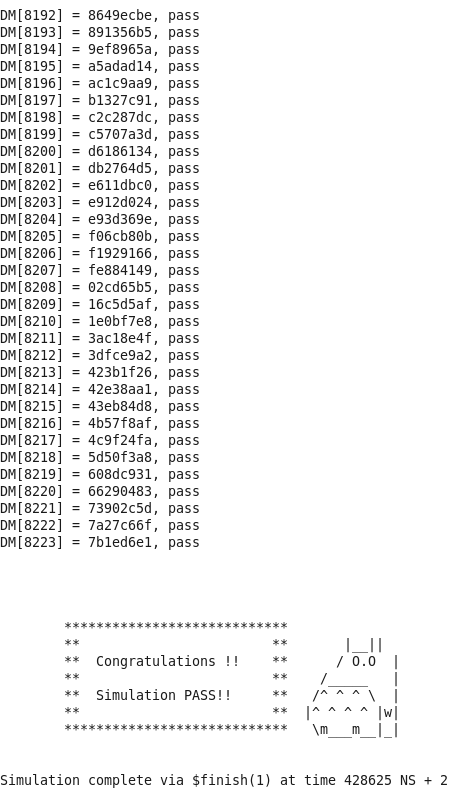 DM[8192] = 8649ecbe, pass
DM[8193] = 891356b5, pass
DM[8194] = 9ef8965a, pass
DM[8195] = a5adad14, pass
DM[8196] = ac1c9aa9, pass
DM[8197] = b1327c91, pass
DM[8198] = c2c287dc, pass
DM[8199] = c5707a3d, pass
DM[8200] = d6186134, pass
DM[8201] = db2764d5, pass
DM[8202] = e611dbc0, pass
DM[8203] = e912d024, pass
DM[8204] = e93d369e, pass
DM[8205] = f06cb80b, pass
DM[8206] = f1929166, pass
DM[8207] = fe884149, pass
DM[8208] = 02cd65b5, pass
DM[8209] = 16c5d5af, pass
DM[8210] = 1e0bf7e8, pass
DM[8211] = 3ac18e4f, pass
DM[8212] = 3dfce9a2, pass
DM[8213] = 423b1f26, pass
DM[8214] = 42e38aa1, pass
DM[8215] = 43eb84d8, pass
DM[8216] = 4b57f8af, pass
DM[8217] = 4c9f24fa, pass
DM[8218] = 5d50f3a8, pass
DM[8219] = 608dc931, pass
DM[8220] = 66290483, pass
DM[8221] = 73902c5d, pass
DM[8222] = 7a27c66f, pass
DM[8223] = 7b1ed6e1, pass
****************************
**                        **       |__||
**  Congratulations !!    **      / O.O  |
**                        **    /_____   |
**  Simulation PASS!!     **   /^ ^ ^ \  |
**                        **  |^ ^ ^ ^ |w|
****************************   \m___m__|_|
Simulation complete via $finish(1) at time 428625 NS + 2